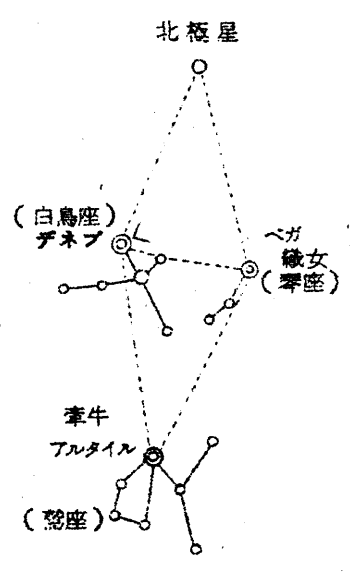 北極星
(白鳥座)
デネブ
ベガ
織女
(琴座)
牽牛
アルタイル
(鷲座)